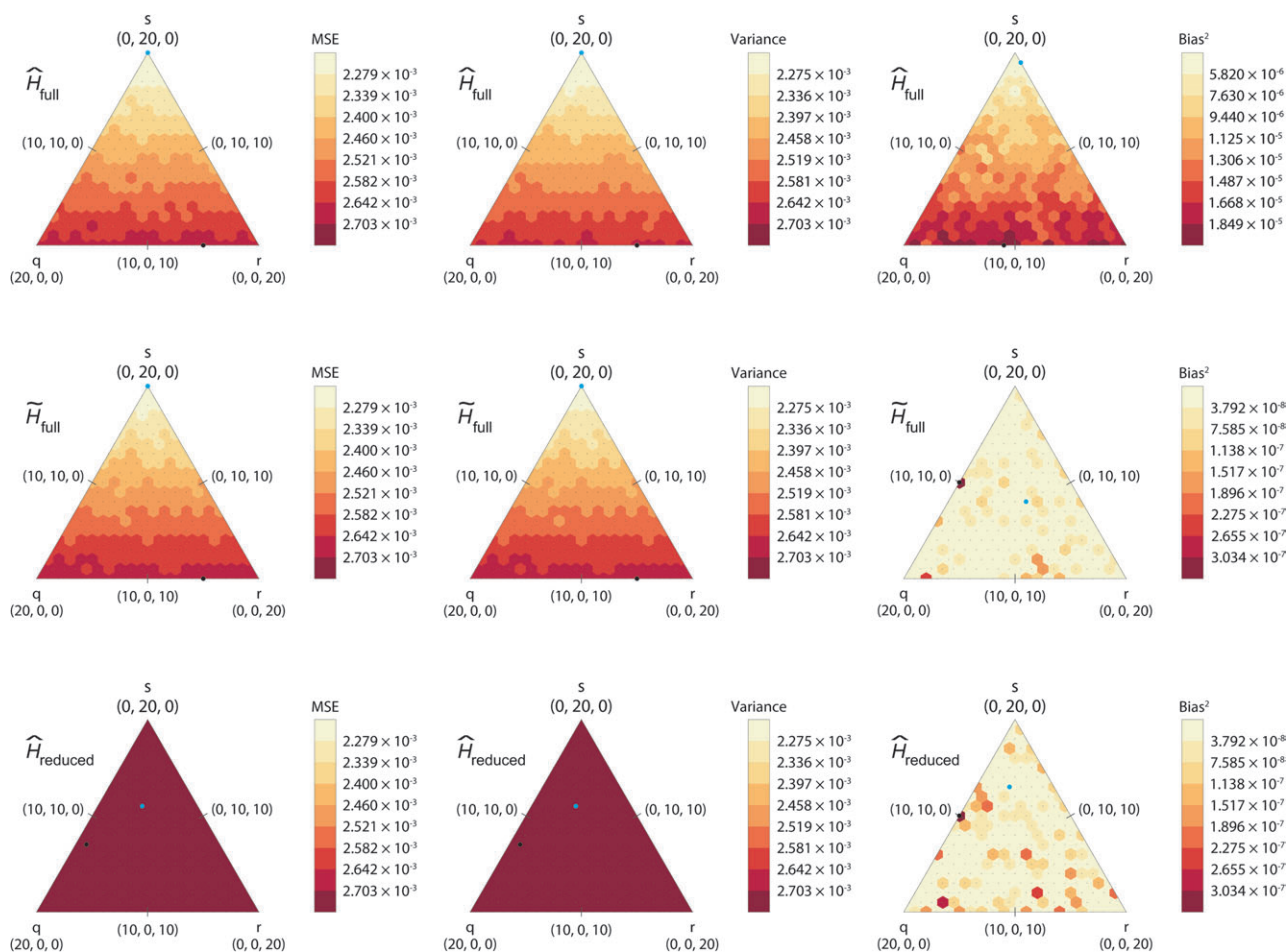 s
(0, 20, 0)
MSE
Ĥfull
2.279 × 10⁻³
2.339 × 10⁻³
2.400 × 10⁻³
2.460 × 10⁻³
2.521 × 10⁻³
2.582 × 10⁻³
2.642 × 10⁻³
2.703 × 10⁻³
(10, 10, 0)
(0, 10, 10)
q
(20, 0, 0)
(10, 0, 10)
r
(0, 0, 20)
s
(0, 20, 0)
Variance
Ĥfull
2.275 × 10⁻³
2.336 × 10⁻³
2.397 × 10⁻³
2.458 × 10⁻³
2.519 × 10⁻³
2.581 × 10⁻³
2.642 × 10⁻³
2.703 × 10⁻³
(10, 10, 0)
(0, 10, 10)
q
(20, 0, 0)
(10, 0, 10)
r
(0, 0, 20)
s
(0, 20, 0)
Bias²
Ĥfull
5.820 × 10⁻⁶
7.630 × 10⁻⁶
9.440 × 10⁻⁶
1.125 × 10⁻⁵
1.306 × 10⁻⁵
1.487 × 10⁻⁵
1.668 × 10⁻⁵
1.849 × 10⁻⁵
(10, 10, 0)
(0, 10, 10)
q
(20, 0, 0)
(10, 0, 10)
r
(0, 0, 20)
s
(0, 20, 0)
MSE
H̃full
2.279 × 10⁻³
2.339 × 10⁻³
2.400 × 10⁻³
2.460 × 10⁻³
2.521 × 10⁻³
2.582 × 10⁻³
2.642 × 10⁻³
2.703 × 10⁻³
(10, 10, 0)
(0, 10, 10)
q
(20, 0, 0)
(10, 0, 10)
r
(0, 0, 20)
s
(0, 20, 0)
Variance
H̃full
2.275 × 10⁻³
2.336 × 10⁻³
2.397 × 10⁻³
2.458 × 10⁻³
2.519 × 10⁻³
2.581 × 10⁻³
2.642 × 10⁻³
2.703 × 10⁻³
(10, 10, 0)
(0, 10, 10)
q
(20, 0, 0)
(10, 0, 10)
r
(0, 0, 20)
s
(0, 20, 0)
Bias²
H̃full
3.792 × 10⁻⁸
7.585 × 10⁻⁸
1.138 × 10⁻⁷
1.517 × 10⁻⁷
1.896 × 10⁻⁷
2.275 × 10⁻⁷
2.655 × 10⁻⁷
3.034 × 10⁻⁷
(10, 10, 0)
(0, 10, 10)
q
(20, 0, 0)
(10, 0, 10)
r
(0, 0, 20)
s
(0, 20, 0)
MSE
Ĥreduced
2.279 × 10⁻³
2.339 × 10⁻³
2.400 × 10⁻³
2.460 × 10⁻³
2.521 × 10⁻³
2.582 × 10⁻³
2.642 × 10⁻³
2.703 × 10⁻³
(10, 10, 0)
(0, 10, 10)
q
(20, 0, 0)
(10, 0, 10)
r
(0, 0, 20)
s
(0, 20, 0)
Variance
Ĥreduced
2.275 × 10⁻³
2.336 × 10⁻³
2.397 × 10⁻³
2.458 × 10⁻³
2.519 × 10⁻³
2.581 × 10⁻³
2.642 × 10⁻³
2.703 × 10⁻³
(10, 10, 0)
(0, 10, 10)
q
(20, 0, 0)
(10, 0, 10)
r
(0, 0, 20)
s
(0, 20, 0)
Bias²
Ĥreduced
3.792 × 10⁻⁸
7.585 × 10⁻⁸
1.138 × 10⁻⁷
1.517 × 10⁻⁷
1.896 × 10⁻⁷
2.275 × 10⁻⁷
2.655 × 10⁻⁷
3.034 × 10⁻⁷
(10, 10, 0)
(0, 10, 10)
q
(20, 0, 0)
(10, 0, 10)
r
(0, 0, 20)